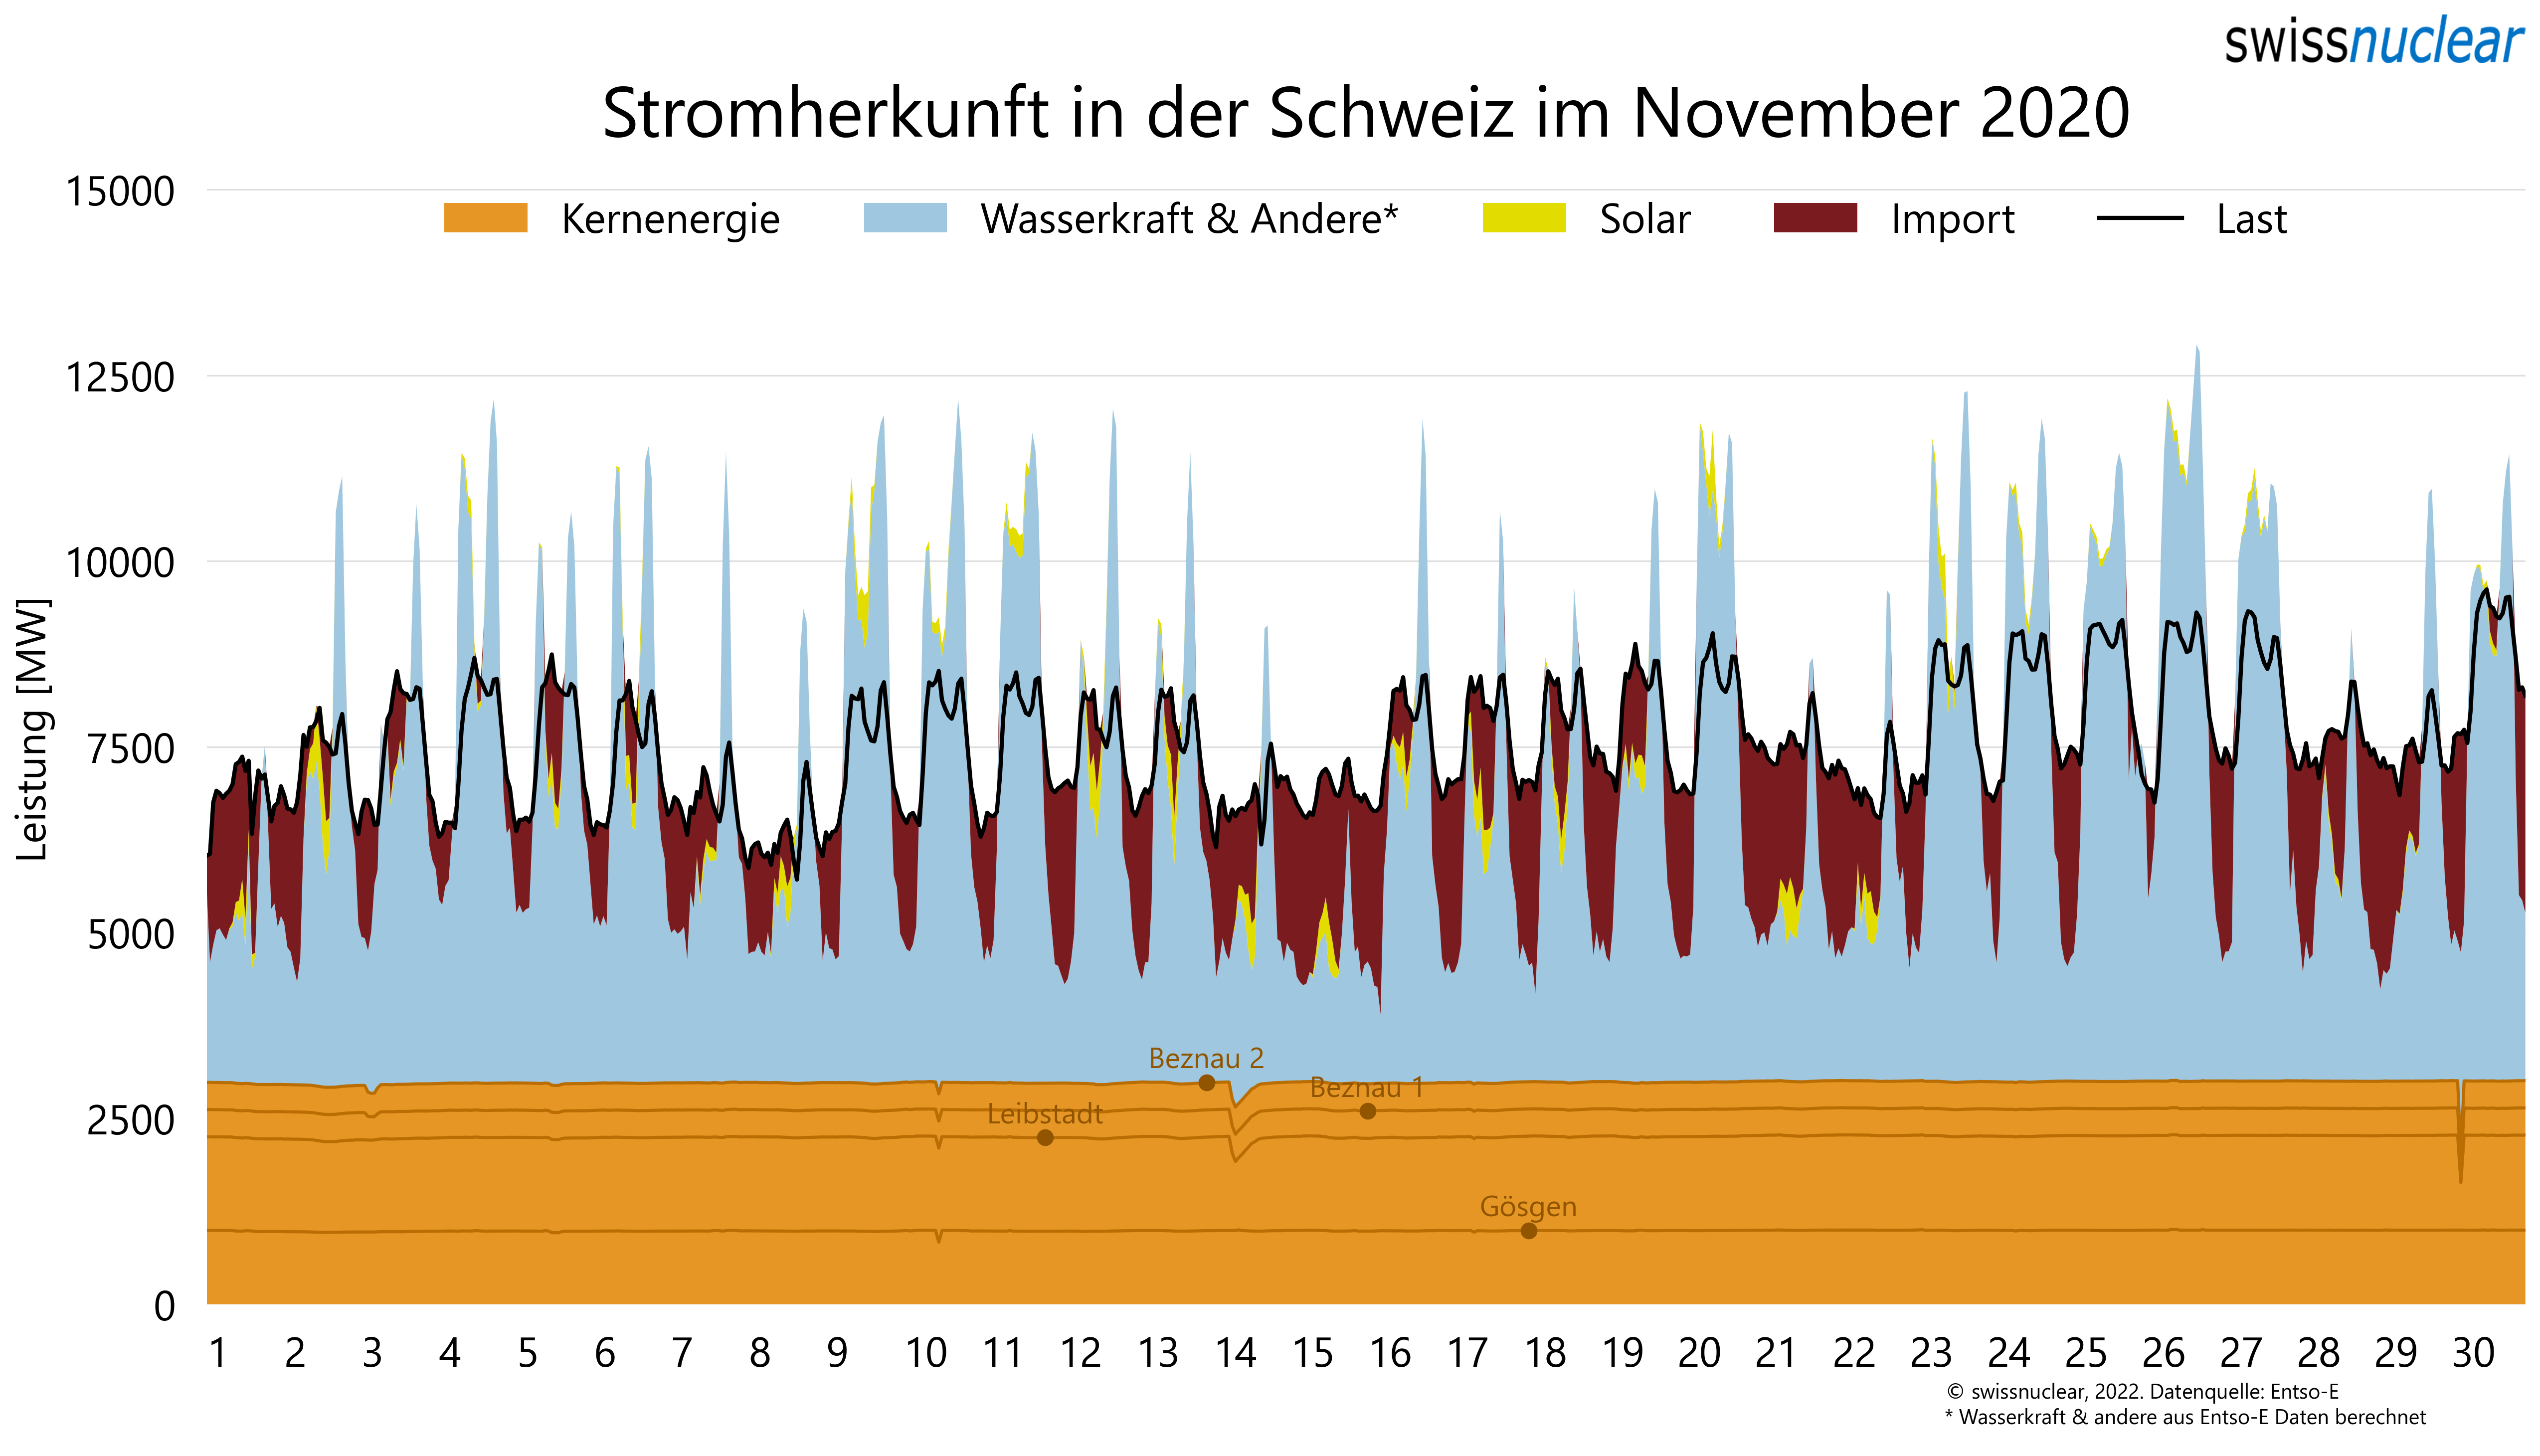 swissnuclear
Stromherkunft in der Schweiz im November 2020
15000
Kernenergie Wasserkraft & Andere* Solar Import Last
12500
10000
7500
5000
2500
0
Leistung [MW]
Beznau 2
Beznau 1
Leibstadt
Gösgen
1 2 3 4 5 6 7 8 9 10 11 12 13 14 15 16 17 18 19 20 21 22 23 24 25 26 27 28 29 30
© swissnuclear, 2022. Datenquelle: Entso-E
* Wasserkraft & andere aus Entso-E Daten berechnet